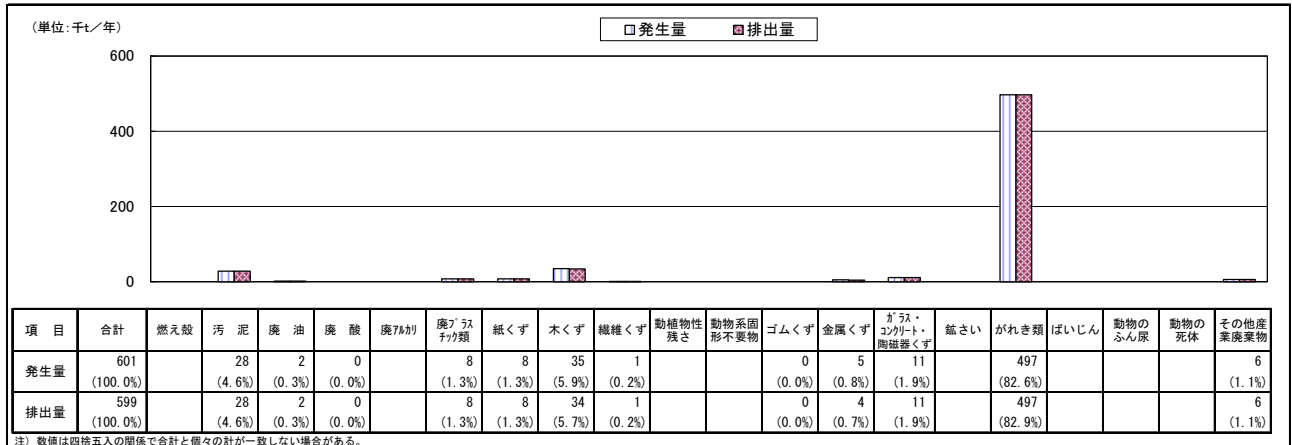 （単位：千t／年）
発生量 排出量
600
400
200
0
項 目 合計 燃え殻 汚 泥 廃 油 廃 酸 廃ｱﾙｶﾘ 廃ﾌﾟﾗｽﾁｯｸ類 紙くず 木くず 繊維くず 動植物性残さ 動物系固形不要物 ゴムくず 金属くず ｶﾞﾗｽ・ｺﾝｸﾘｰﾄ・陶磁器くず 鉱さい がれき類 ばいじん 動物のふん尿 動物の死体 その他産業廃棄物
発生量 601 28 2 0 8 8 35 1 0 5 11 497 6
(100.0%) (4.6%) (0.3%) (0.0%) (1.3%) (1.3%) (5.9%) (0.2%) (0.0%) (0.8%) (1.9%) (82.6%) (1.1%)
排出量 599 28 2 0 8 8 34 1 0 4 11 497 6
(100.0%) (4.6%) (0.3%) (0.0%) (1.3%) (1.3%) (5.7%) (0.2%) (0.0%) (0.7%) (1.9%) (82.9%) (1.1%)
注）数値は四捨五入の関係で合計と個々の計が一致しない場合がある。